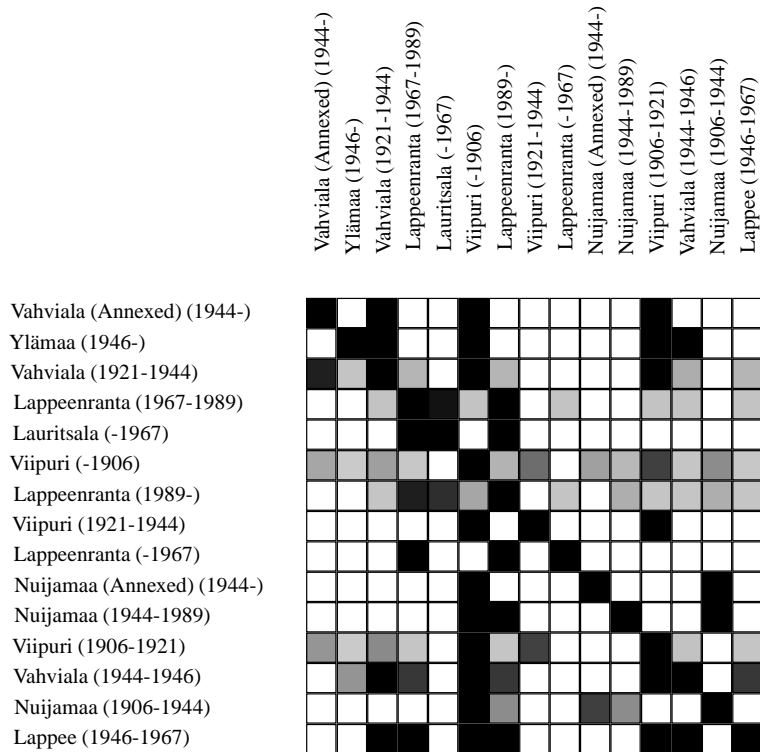 Vahviala (Annexed) (1944-)
Ylämaa (1946-)
Vahviala (1921-1944)
Lappeenranta (1967-1989)
Lauritsala (-1967)
Viipuri (-1906)
Lappeenranta (1989-)
Viipuri (1921-1944)
Lappeenranta (-1967)
Nuijamaa (Annexed) (1944-)
Nuijamaa (1944-1989)
Viipuri (1906-1921)
Vahviala (1944-1946)
Nuijamaa (1906-1944)
Lappee (1946-1967)
Vahviala (Annexed) (1944-)
Ylämaa (1946-)
Vahviala (1921-1944)
Lappeenranta (1967-1989)
Lauritsala (-1967)
Viipuri (-1906)
Lappeenranta (1989-)
Viipuri (1921-1944)
Lappeenranta (-1967)
Nuijamaa (Annexed) (1944-)
Nuijamaa (1944-1989)
Viipuri (1906-1921)
Vahviala (1944-1946)
Nuijamaa (1906-1944)
Lappee (1946-1967)